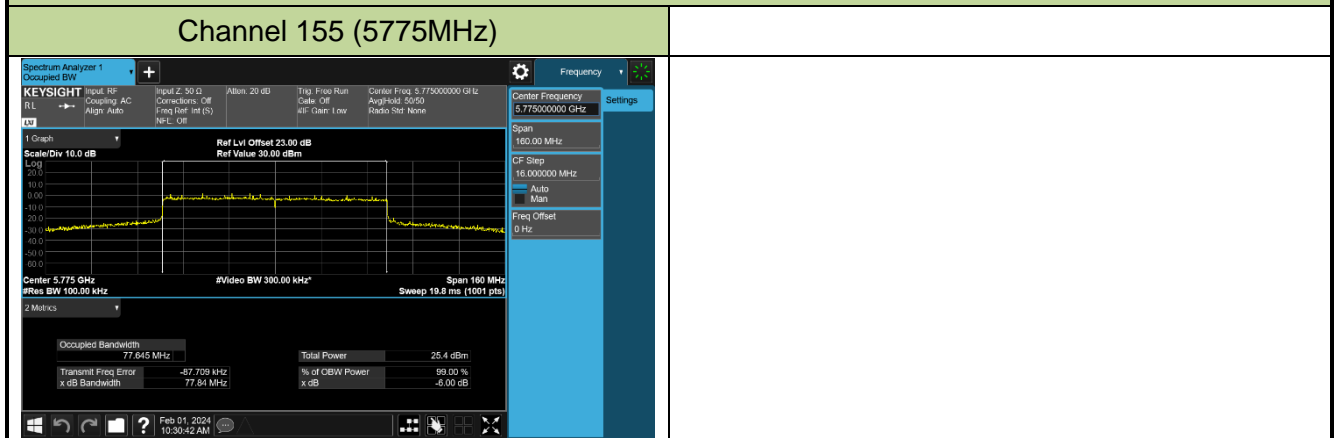 Channel 155 (5775MHz)
Spectrum Analyzer 1
Occupied BW
+
Frequency
KEYSIGHT
RL
LXI
Input: RF
Coupling: AC
Align: Auto
Input Z: 50 Ω
Corrections: Off
Freq Ref: Int (S)
NFE: Off
Atten: 20 dB
Trig: Free Run
Gate: Off
#IF Gain: Low
Center Freq: 5.775000000 GHz
Avg|Hold: 50/50
Radio Std: None
Center Frequency
5.775000000 GHz
Settings
Span
160.00 MHz
CF Step
16.000000 MHz
Auto
Man
Freq Offset
0 Hz
1 Graph
Scale/Div 10.0 dB
Ref Lvl Offset 23.00 dB
Ref Value 30.00 dBm
Log
20.0
10.0
0.00
-10.0
-20.0
-30.0
-40.0
-50.0
-60.0
Center 5.775 GHz
#Res BW 100.00 kHz
#Video BW 300.00 kHz*
Span 160 MHz
Sweep 19.8 ms (1001 pts)
2 Metrics
Occupied Bandwidth
77.645 MHz
Total Power 25.4 dBm
Transmit Freq Error -87.709 kHz
% of OBW Power 99.00 %
x dB Bandwidth 77.84 MHz
x dB -6.00 dB
?
Feb 01, 2024
10:30:42 AM